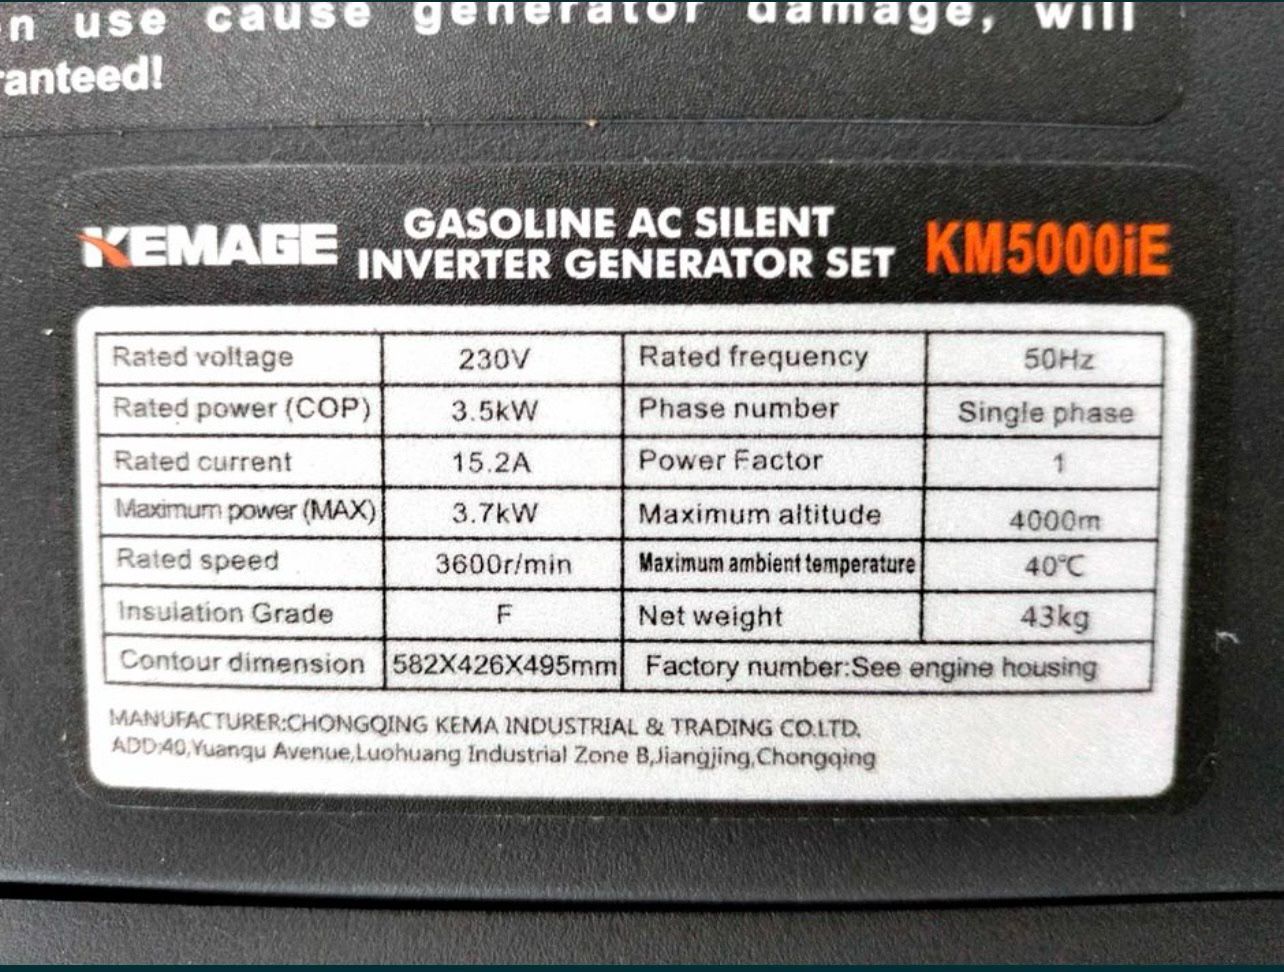 n use cause generator damage, will
ranteed!
KEMAGE
GASOLINE AC SILENT
INVERTER GENERATOR SET
KM5000iE
Rated voltage 230V Rated frequency 50Hz
Rated power (COP) 3.5kW Phase number Single phase
Rated current 15.2A Power Factor 1
Maximum power (MAX) 3.7kW Maximum altitude 4000m
Rated speed 3600r/min Maximum ambient temperature 40℃
Insulation Grade F Net weight 43kg
Contour dimension 582X426X495mm Factory number:See engine housing
MANUFACTURER:CHONGQING KEMA INDUSTRIAL & TRADING CO.LTD.
ADD:40,Yuanqu Avenue,Luohuang Industrial Zone B,Jiangjing,Chongqing